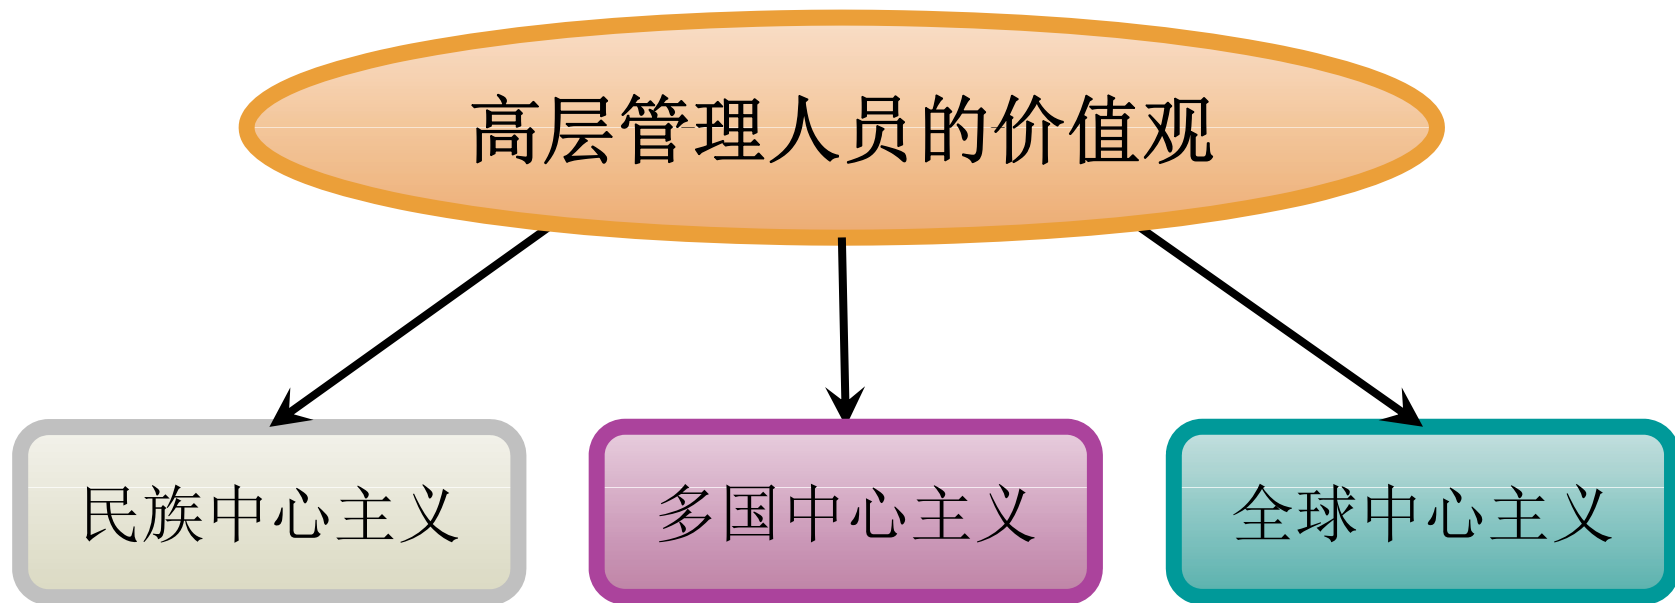 高层管理人员的价值观
民族中心主义
多国中心主义
全球中心主义